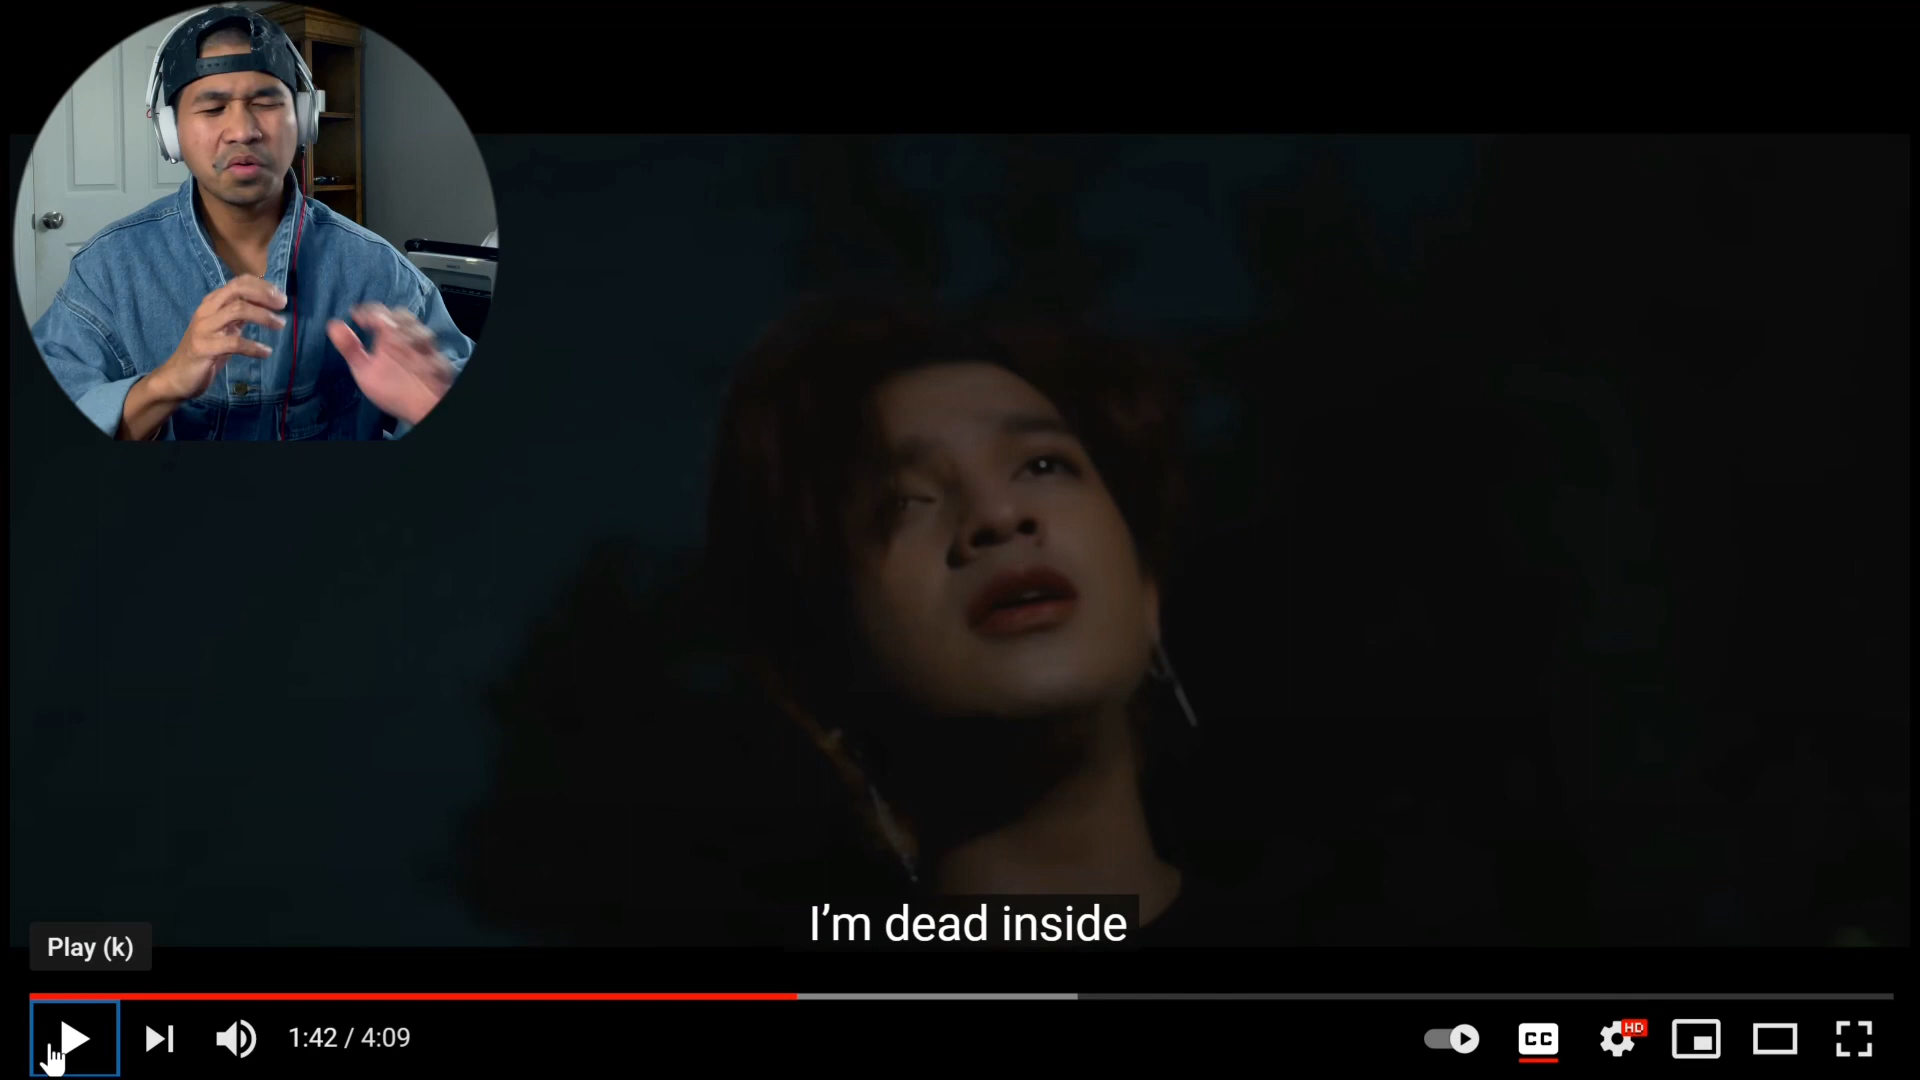 I’m dead inside
Play (k)
1:42 / 4:09
CC
HD